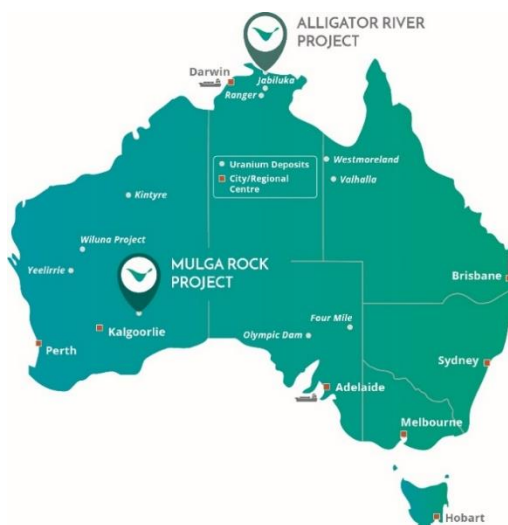 ALLIGATOR RIVER
PROJECT
Darwin
Jabiluka
Ranger
Uranium Deposits
City/Regional
Centre
Westmoreland
Valhalla
Kintyre
Wiluna Project
Yeelirrie
MULGA ROCK
PROJECT
Brisbane
Four Mile
Kalgoorlie
Olympic Dam
Perth
Sydney
Adelaide
Melbourne
Hobart